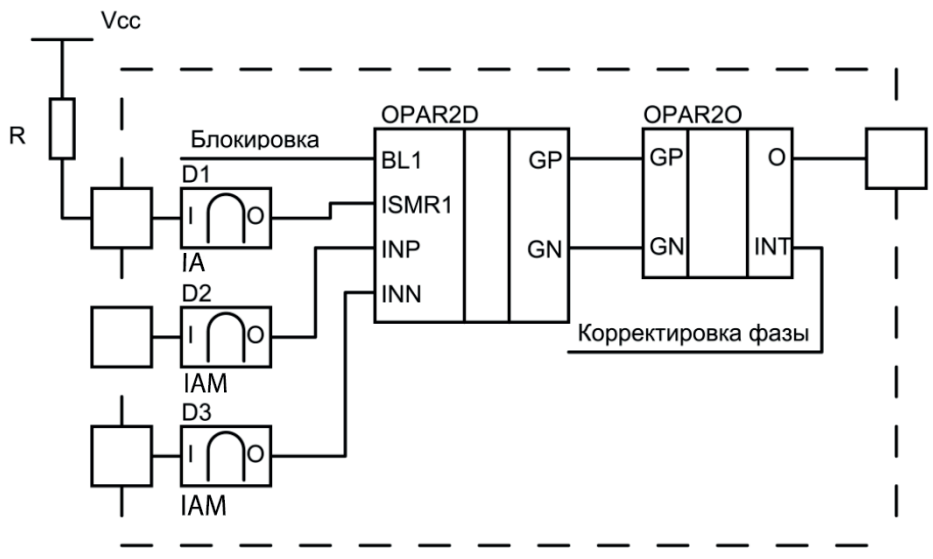 Vcc
R
Блокировка
D1
I
O
IA
D2
I
O
IAM
D3
I
O
IAM
OPAR2D
BL1
ISMR1
INP
INN
GP
GN
OPAR2O
GP
GN
O
INT
Корректировка фазы